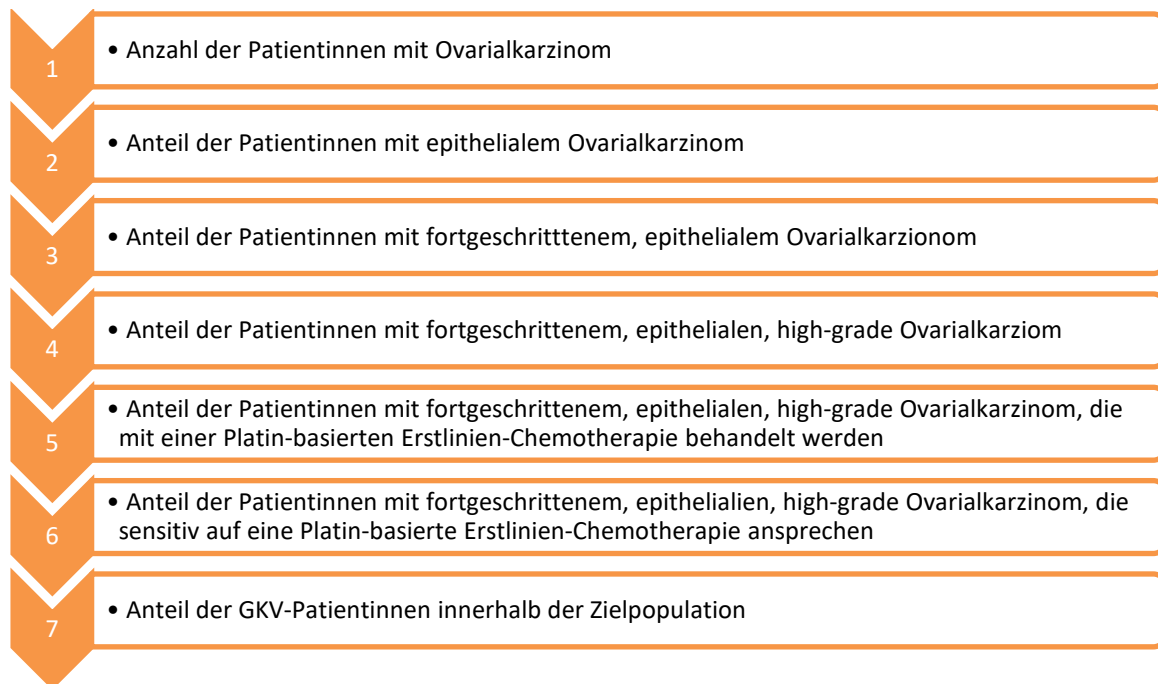 1
• Anzahl der Patientinnen mit Ovarialkarzinom
2
• Anteil der Patientinnen mit epithelialem Ovarialkarzinom
3
• Anteil der Patientinnen mit fortgeschritttenem, epithelialem Ovarialkarzionom
4
• Anteil der Patientinnen mit fortgeschrittenem, epithelialen, high-grade Ovarialkarziom
5
• Anteil der Patientinnen mit fortgeschrittenem, epithelialen, high-grade Ovarialkarzinom, die
mit einer Platin-basierten Erstlinien-Chemotherapie behandelt werden
6
• Anteil der Patientinnen mit fortgeschrittenem, epithelialien, high-grade Ovarialkarzinom, die
sensitiv auf eine Platin-basierte Erstlinien-Chemotherapie ansprechen
7
• Anteil der GKV-Patientinnen innerhalb der Zielpopulation